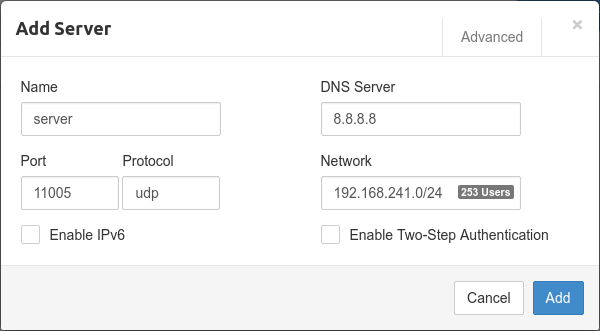 Add Server
Advanced
×
Name
DNS Server
server
8.8.8.8
Port
Protocol
Network
11005
udp
192.168.241.0/24
253 Users
Enable IPv6
Enable Two-Step Authentication
Cancel
Add